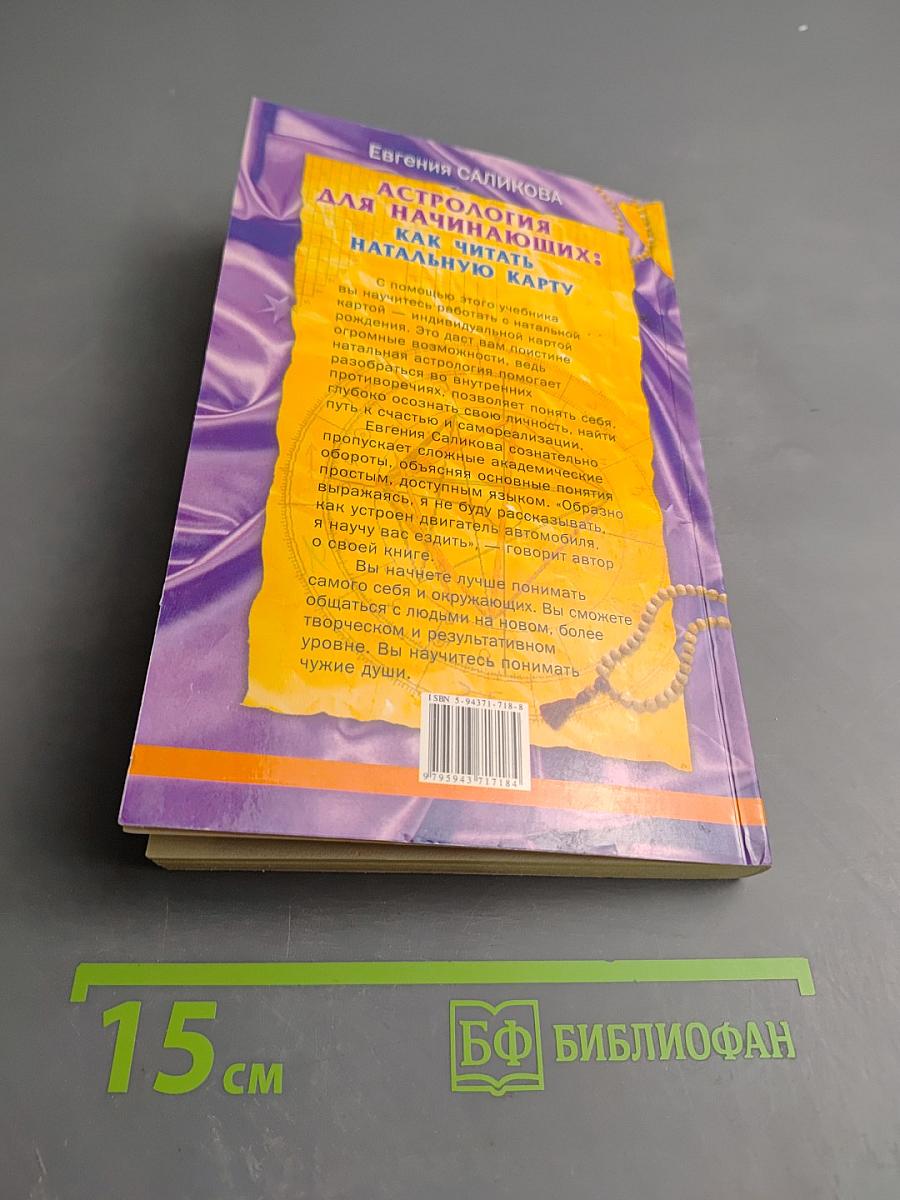 Евгения САЛИКОВА
АСТРОЛОГИЯ
ДЛЯ НАЧИНАЮЩИХ:
КАК ЧИТАТЬ
НАТАЛЬНУЮ КАРТУ
С помощью этого учебника
вы научитесь работать с натальной
картой — индивидуальной картой
рождения. Это даст вам поистине
огромные возможности, ведь
натальная астрология помогает
разобраться во внутренних
противоречиях, позволяет понять себя,
глубоко осознать свою личность, найти
путь к счастью и самореализации.
Евгения Саликова сознательно
пропускает сложные академические
обороты, объясняя основные понятия
простым, доступным языком. «Образно
выражаясь, я не буду рассказывать,
как устроен двигатель автомобиля,
я научу вас ездить», — говорит автор
о своей книге.
Вы начнете лучше понимать
самого себя и окружающих. Вы сможете
общаться с людьми на новом, более
творческом и результативном
уровне. Вы научитесь понимать
чужие души.
ISBN 5-94371-718-8
9795943717184
15 см
БФ БИБЛИОФАН